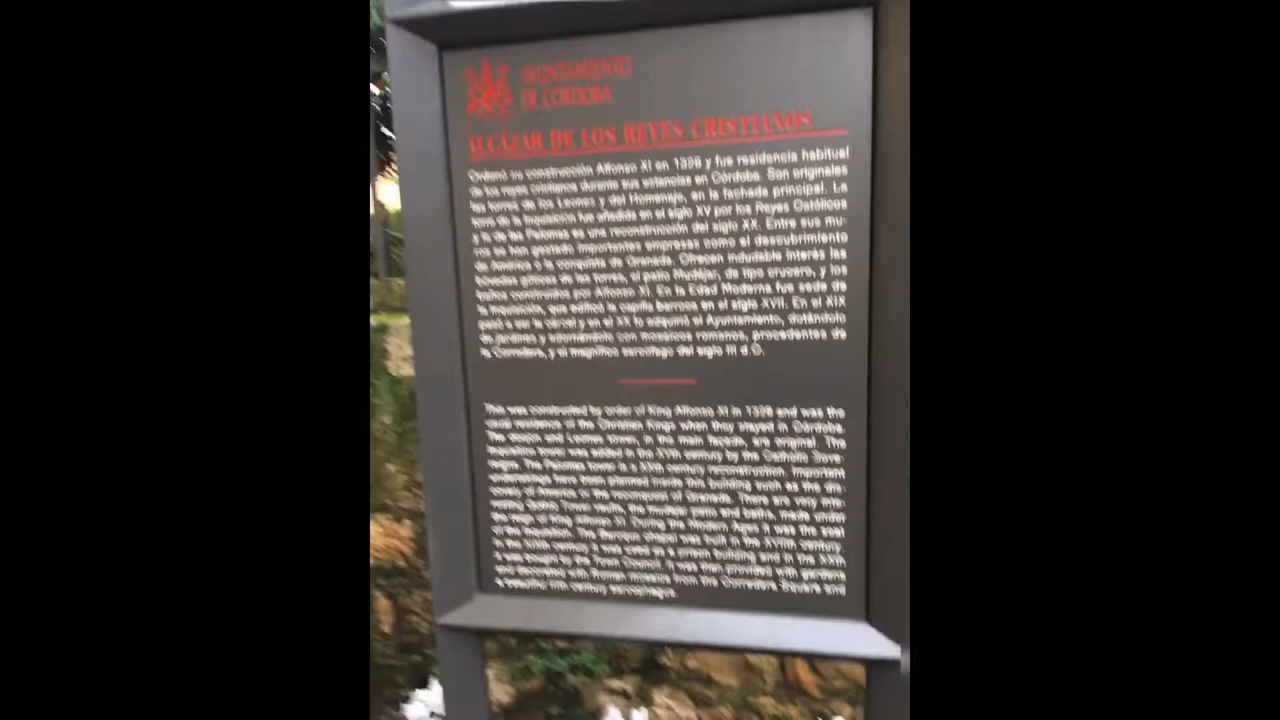 AYUNTAMIENTO
DE CORDOBA
ALCÁZAR DE LOS REYES CRISTIANOS
Ordenó su construcción Alfonso XI en 1328 y fue residencia habitual
de los reyes cristianos durante sus estancias en Córdoba. Son originales
las torres de los Leones y del Homenaje, en la fachada principal. La
torre de la Inquisición fue añadida en el siglo XV por los Reyes Católicos
y la de las Palomas es una reconstrucción del siglo XX. Entre sus mu-
ros se han gestado importantes empresas como el descubrimiento
de América o la conquista de Granada. Ofrecen indudable interés las
bóvedas góticas de las torres, el patio Mudéjar, de tipo crucero, y los
baños construidos por Alfonso XI. En la Edad Moderna fue sede de
la Inquisición, que edificó la capilla barroca en el siglo XVII. En el XIX
pasó a ser la cárcel y en el XX lo adquirió el Ayuntamiento, dotándolo
de jardines y adornándolo con mosaicos romanos, procedentes de
la Corredera, y el magnífico sarcófago del siglo III d.C.
This was constructed by order of King Alfonso XI in 1328 and was the
usual residence of the Christian Kings when they stayed in Córdoba.
The and Leones tower, in the main façade, are original. The
Inquisition Tower was added in the XVth century by the Catholic Sove-
reigns. The Palomas tower is a XXth century reconstruction. Important
undertakings have been planned inside this building such as the dis-
covery of America or the reconquest of Granada. There are very inte-
resting Gothic Tower vaults, the mudejar patio and baths made under
the reign of King Alfonso XI. During the Modern Ages it was the seat
of the Inquisition. The Baroque chapel was built in the XVIIth century.
In the XIXth century it was used as a prison building and in the XXth
it was bought by the Town Council. It was then provided with gardens
and decorated with Roman mosaics from the Corredera Square and
a beautiful IIIth century sarcophagus.